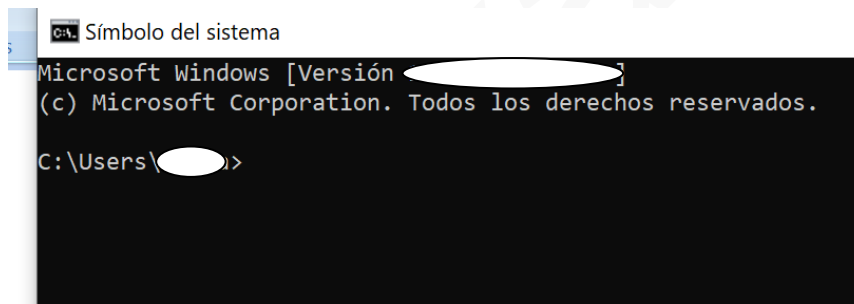 Símbolo del sistema
Microsoft Windows [Versión ]
(c) Microsoft Corporation. Todos los derechos reservados.
C:\Users\>